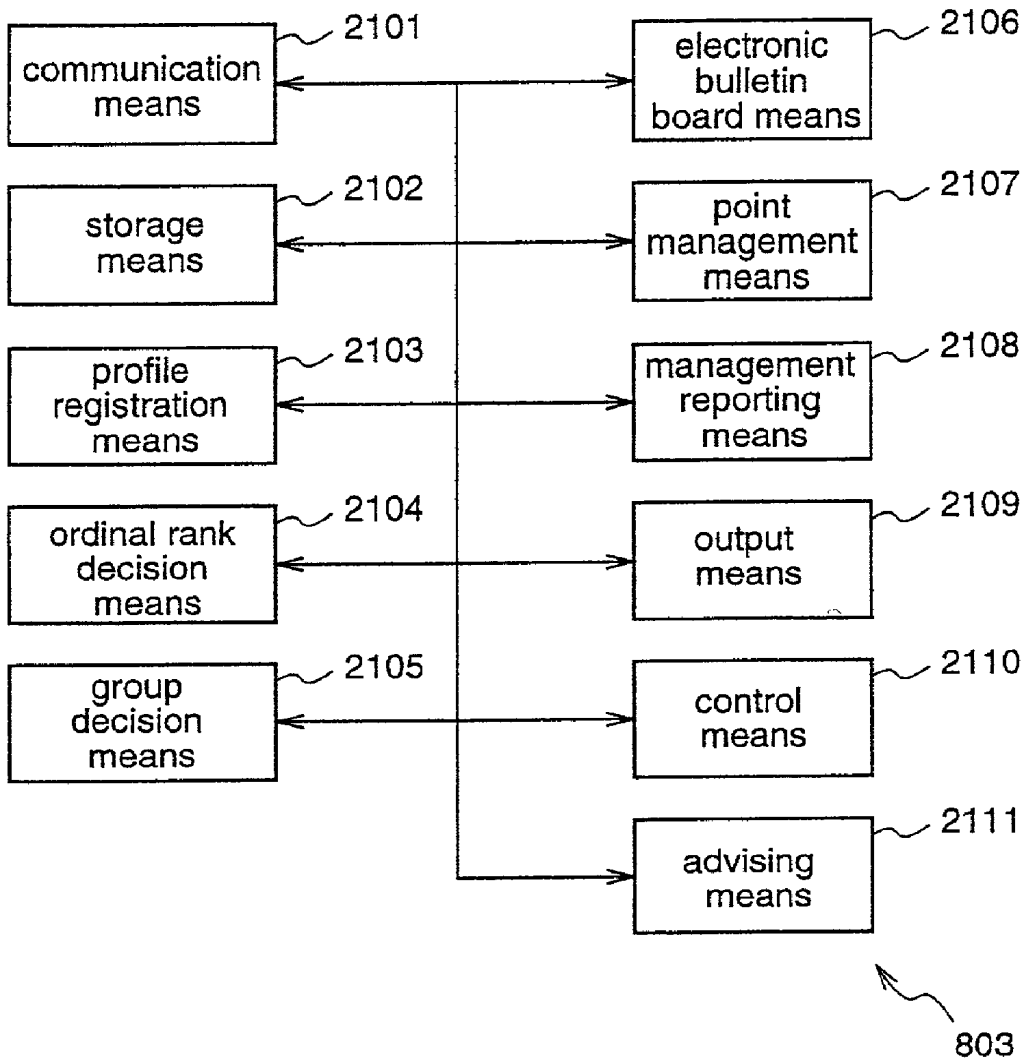 2101
communication
means
2102
storage
means
2103
profile
registration
means
2104
ordinal rank
decision
means
2105
group
decision
means
2106
electronic
bulletin
board means
2107
point
management
means
2108
management
reporting
means
2109
output
means
2110
control
means
2111
advising
means
803